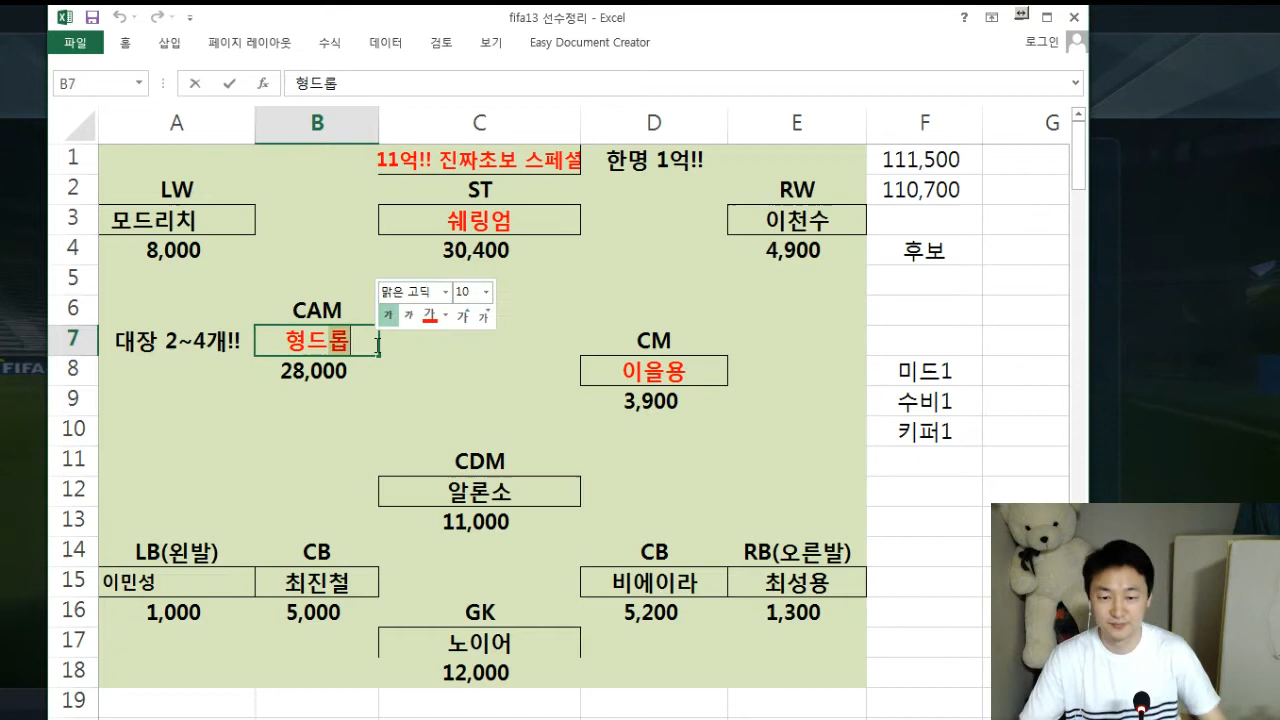 fifa13 선수정리 - Excel
파일 홈 삽입 페이지 레이아웃 수식 데이터 검토 보기 Easy Document Creator 로그인
B7 형드롭
A B C D E F G
1 11억!! 진짜초보 스페셜 한명 1억!! 111,500
2 LW ST RW 110,700
3 모드리치 쉐링엄 이천수
4 8,000 30,400 4,900 후보
5
맑은 고딕 10
가 가 가 가 가
6 CAM
7 대장 2~4개!! 형드롭 CM
8 28,000 이을용 미드1
9 3,900 수비1
10 키퍼1
11 CDM
12 알론소
13 11,000
14 LB(왼발) CB CB RB(오른발)
15 이민성 최진철 비에이라 최성용
16 1,000 5,000 GK 5,200 1,300
17 노이어
18 12,000
19
FIFA